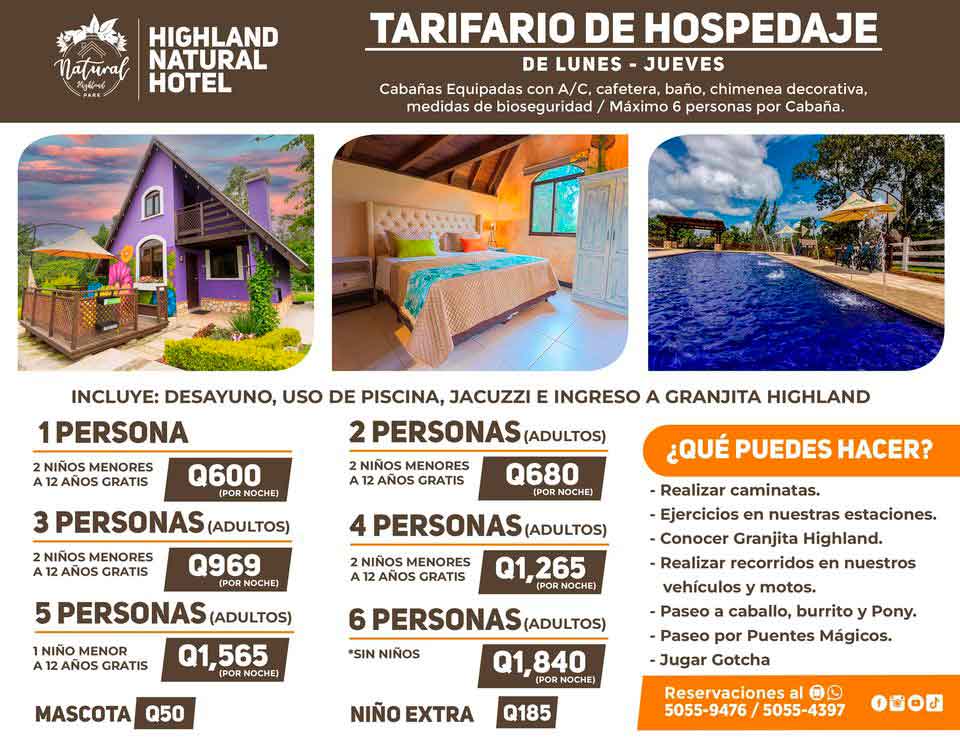 Natural
Highland
PARK
HIGHLAND
NATURAL
HOTEL
TARIFARIO DE HOSPEDAJE
DE LUNES - JUEVES
Cabañas Equipadas con A/C, cafetera, baño, chimenea decorativa,
medidas de bioseguridad / Máximo 6 personas por Cabaña.
INCLUYE: DESAYUNO, USO DE PISCINA, JACUZZI E INGRESO A GRANJITA HIGHLAND
1 PERSONA
2 NIÑOS MENORES
A 12 AÑOS GRATIS
Q600
(POR NOCHE)
2 PERSONAS (ADULTOS)
2 NIÑOS MENORES
A 12 AÑOS GRATIS
Q680
(POR NOCHE)
3 PERSONAS (ADULTOS)
2 NIÑOS MENORES
A 12 AÑOS GRATIS
Q969
(POR NOCHE)
4 PERSONAS (ADULTOS)
2 NIÑOS MENORES
A 12 AÑOS GRATIS
Q1,265
(POR NOCHE)
5 PERSONAS (ADULTOS)
1 NIÑO MENOR
A 12 AÑOS GRATIS
Q1,565
(POR NOCHE)
6 PERSONAS (ADULTOS)
*SIN NIÑOS
Q1,840
(POR NOCHE)
MASCOTA Q50
NIÑO EXTRA Q185
¿QUÉ PUEDES HACER?
- Realizar caminatas.
- Ejercicios en nuestras estaciones.
- Conocer Granjita Highland.
- Realizar recorridos en nuestros
vehículos y motos.
- Paseo a caballo, burrito y Pony.
- Paseo por Puentes Mágicos.
- Jugar Gotcha
Reservaciones al
5055-9476 / 5055-4397